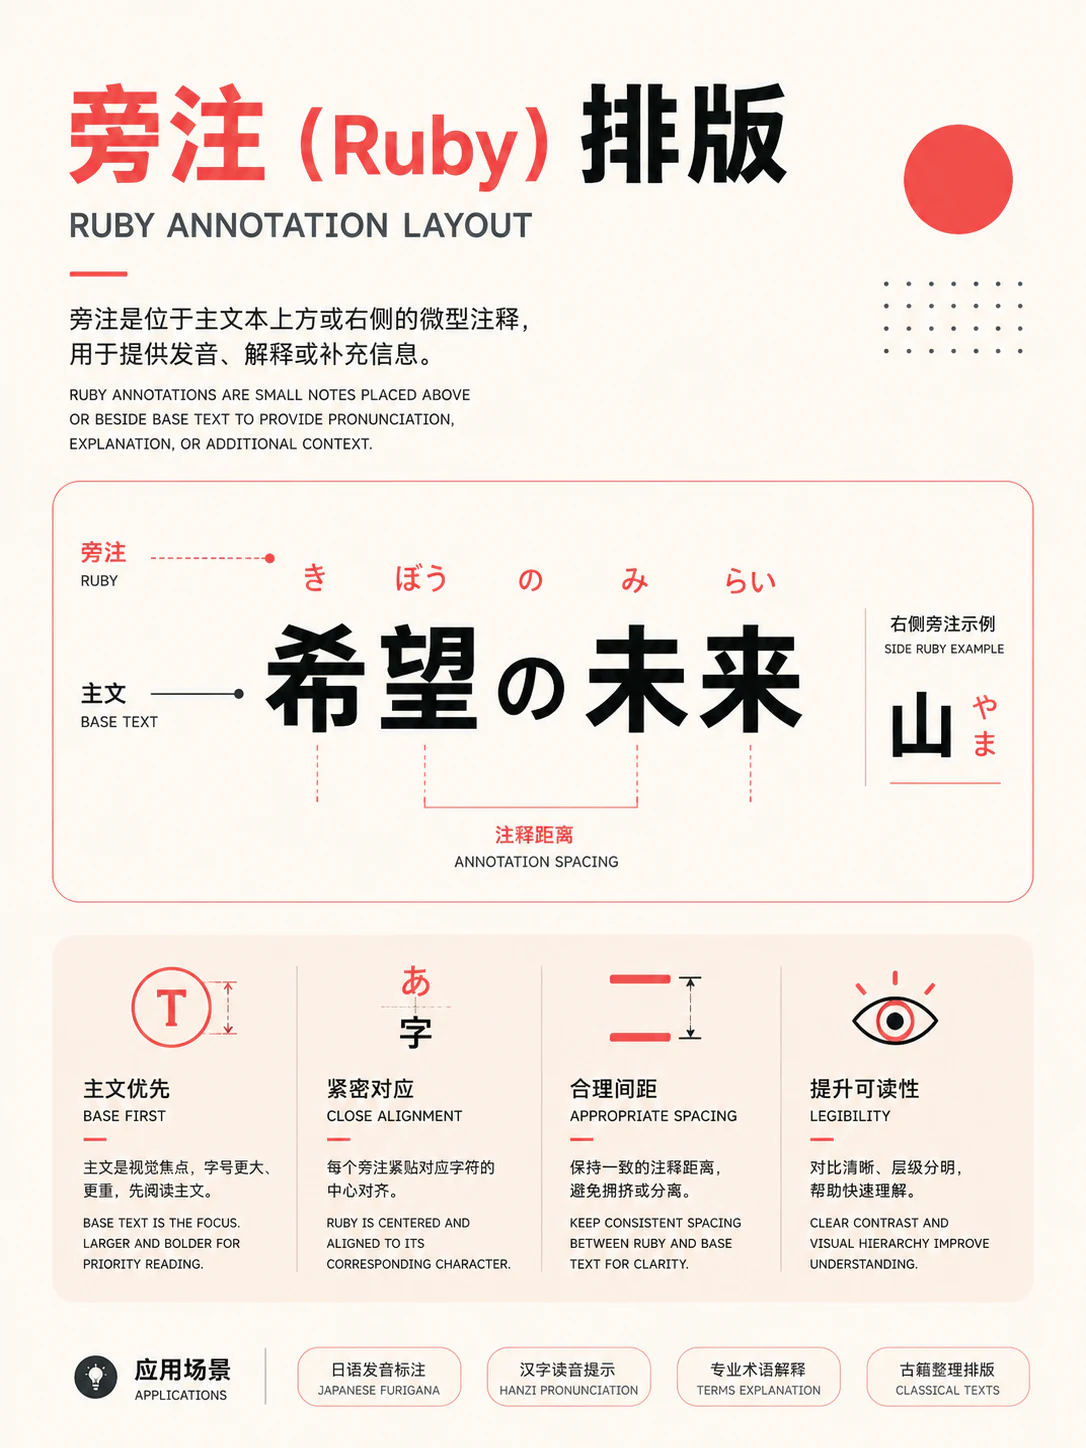 旁注（Ruby）排版
RUBY ANNOTATION LAYOUT
旁注是位于主文本上方或右侧的微型注释，
用于提供发音、解释或补充信息。
RUBY ANNOTATIONS ARE SMALL NOTES PLACED ABOVE
OR BESIDE BASE TEXT TO PROVIDE PRONUNCIATION,
EXPLANATION, OR ADDITIONAL CONTEXT.
旁注
RUBY
き ぼう の み らい
主文
BASE TEXT
希望の未来
注释距离
ANNOTATION SPACING
右侧旁注示例
SIDE RUBY EXAMPLE
山
やま
T
主文优先
BASE FIRST
主文是视觉焦点，字号更大、
更重，先阅读主文。
BASE TEXT IS THE FOCUS.
LARGER AND BOLDER FOR
PRIORITY READING.
あ
字
紧密对应
CLOSE ALIGNMENT
每个旁注紧贴对应字符的
中心对齐。
RUBY IS CENTERED AND
ALIGNED TO ITS
CORRESPONDING CHARACTER.
合理间距
APPROPRIATE SPACING
保持一致的注释距离，
避免拥挤或分离。
KEEP CONSISTENT SPACING
BETWEEN RUBY AND BASE
TEXT FOR CLARITY.
提升可读性
LEGIBILITY
对比清晰、层级分明，
帮助快速理解。
CLEAR CONTRAST AND
VISUAL HIERARCHY IMPROVE
UNDERSTANDING.
应用场景
APPLICATIONS
日语发音标注
JAPANESE FURIGANA
汉字读音提示
HANZI PRONUNCIATION
专业术语解释
TERMS EXPLANATION
古籍整理排版
CLASSICAL TEXTS